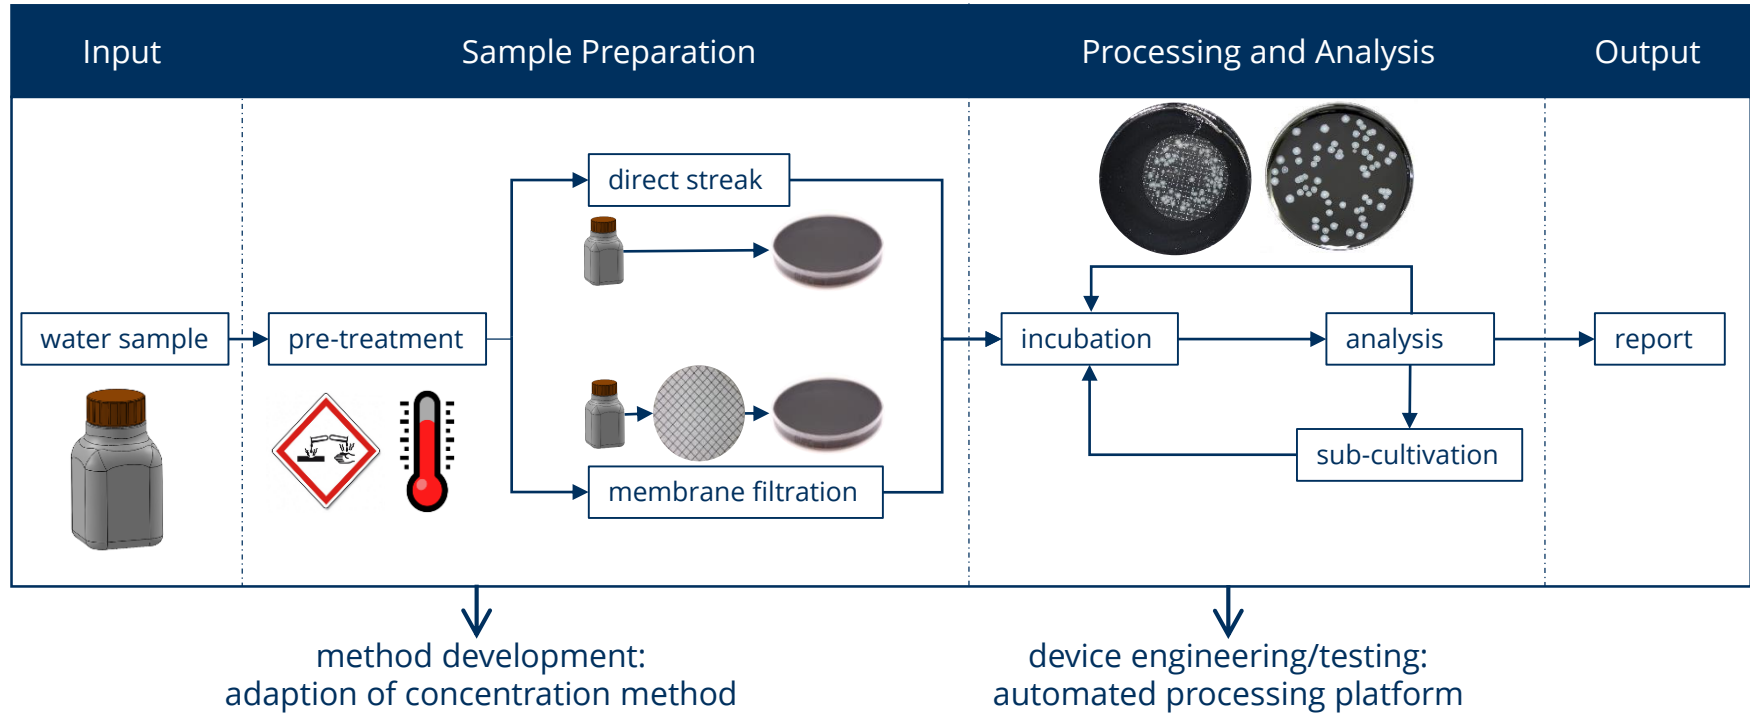 Input
Sample Preparation
Processing and Analysis
Output
direct streak
water sample
pre-treatment
incubation
analysis
report
sub-cultivation
membrane filtration
method development:
adaption of concentration method
device engineering/testing:
automated processing platform